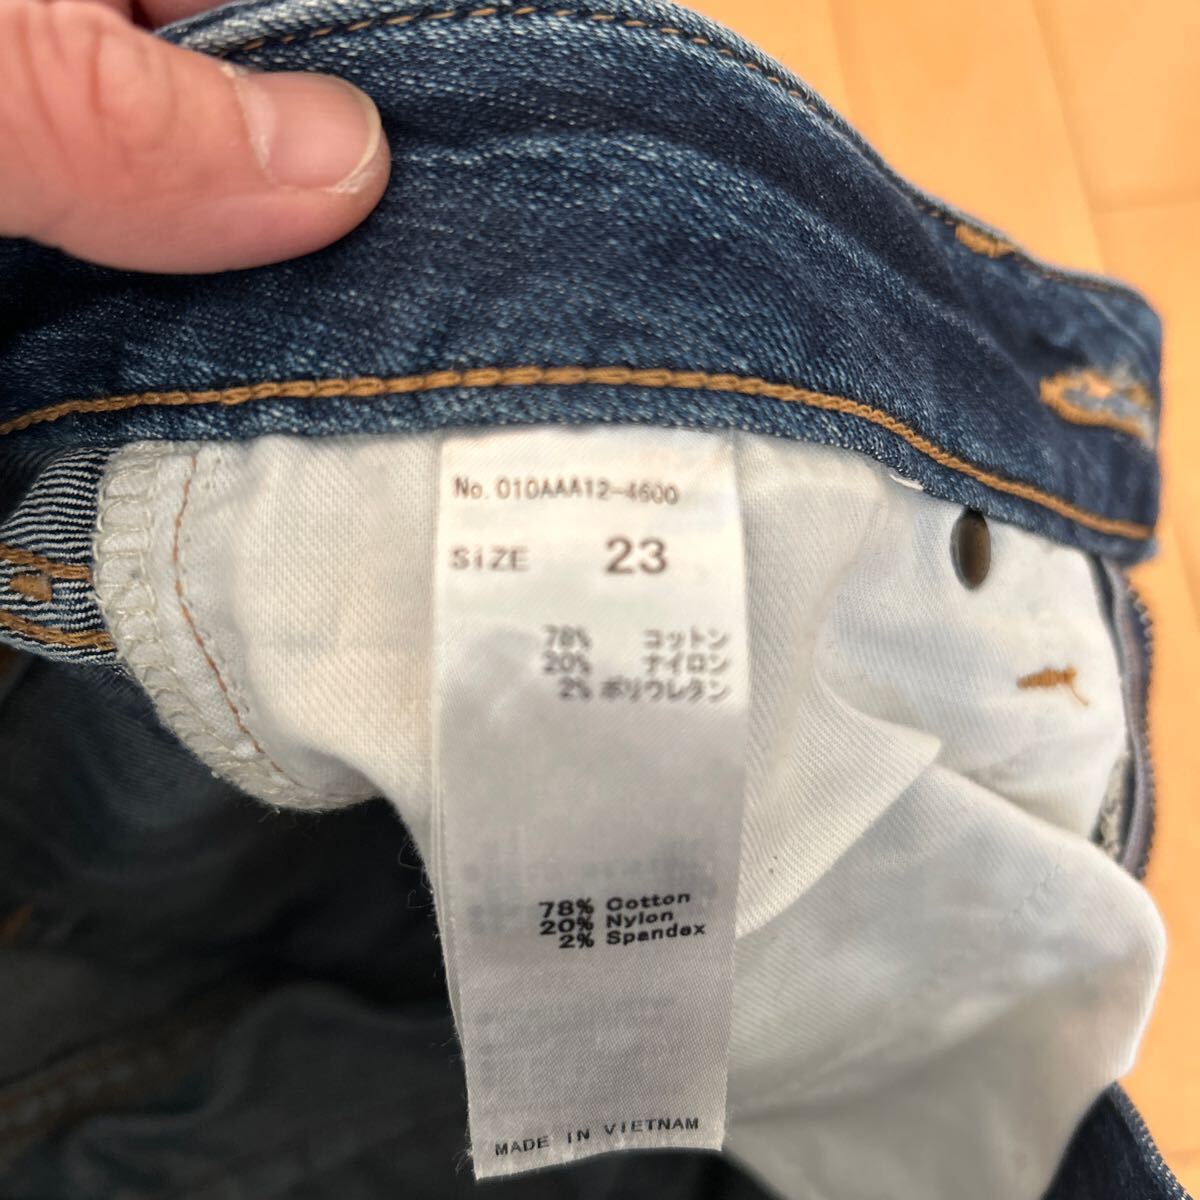 No. 010AAA12-4600
SIZE 23
78% コットン
20% ナイロン
2% ポリウレタン
78% Cotton
20% Nylon
2% Spandex
MADE IN VIETNAM